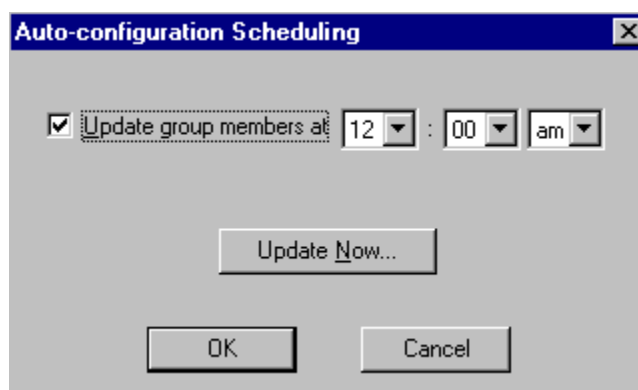 Auto-configuration Scheduling
Update group members at 12 : 00 am
Update Now...
OK Cancel